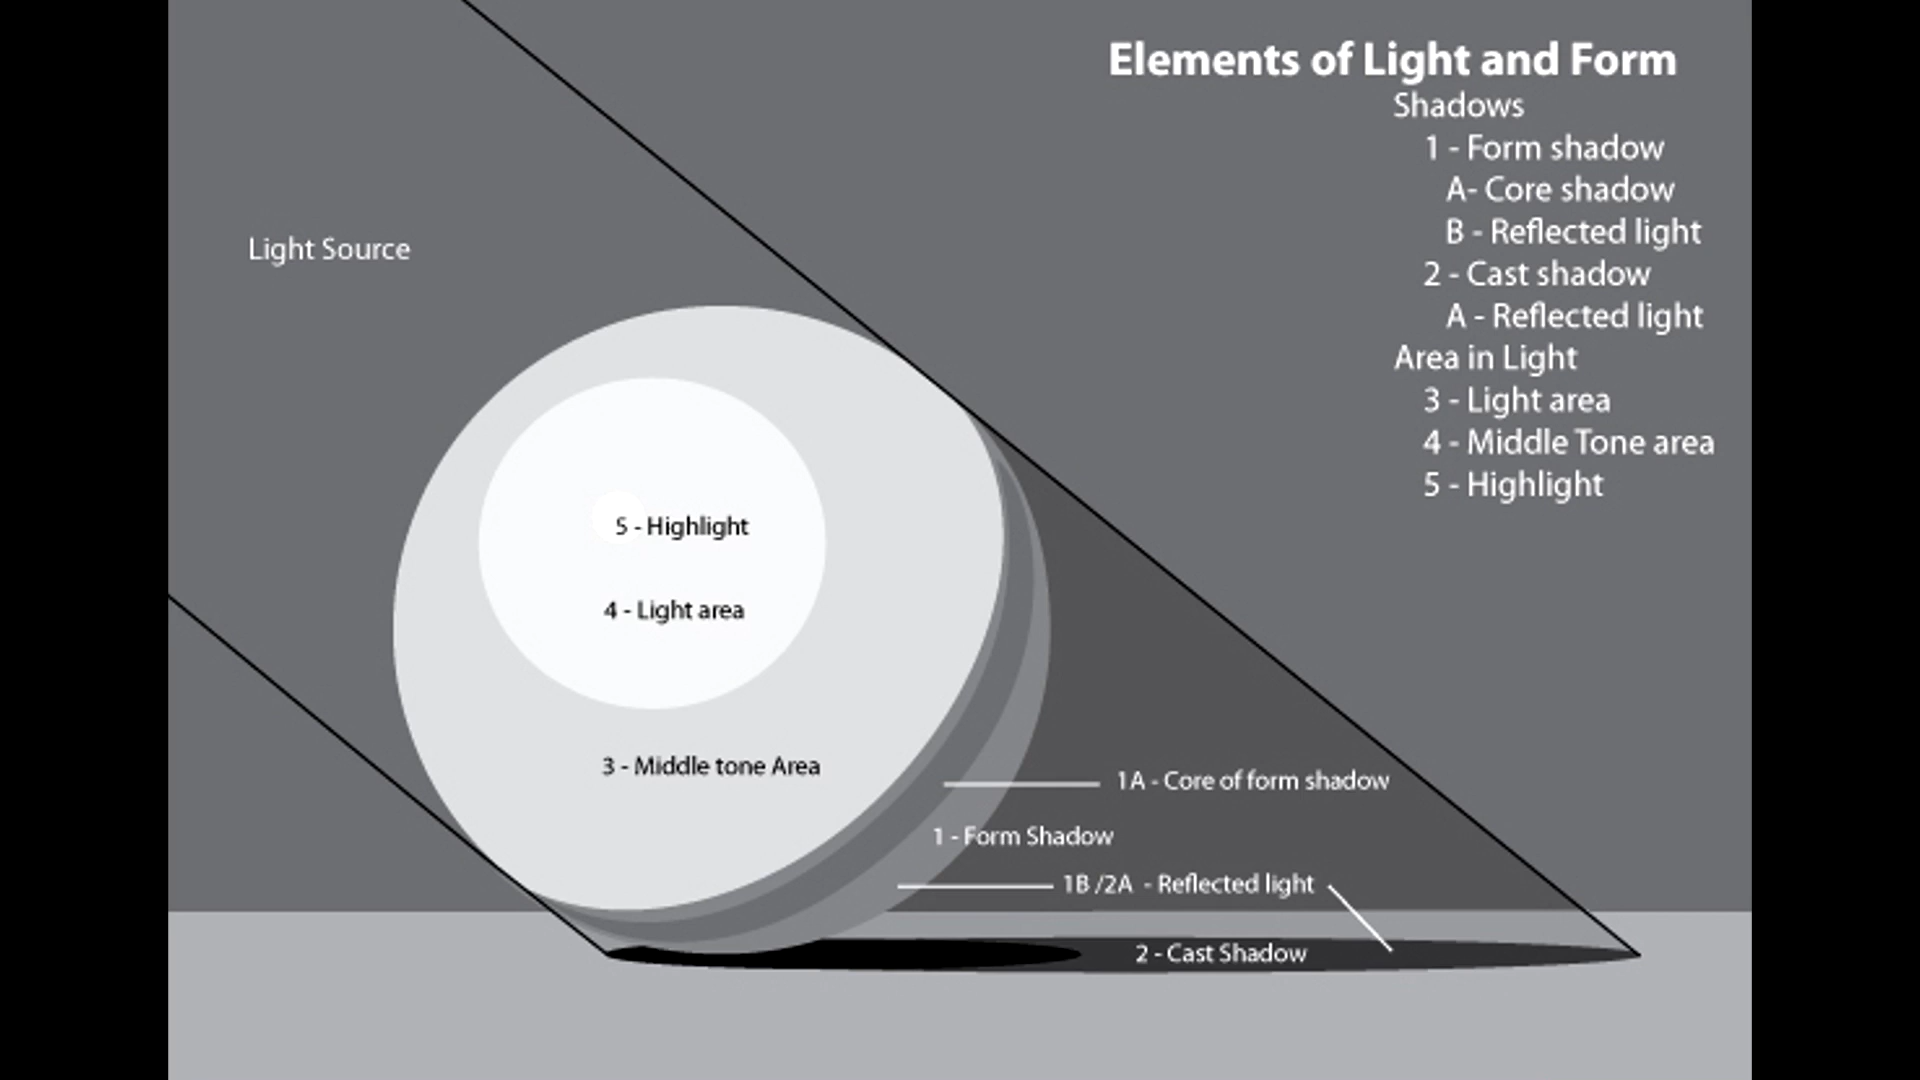 Elements of Light and Form
Shadows
1 - Form shadow
A- Core shadow
B - Reflected light
2 - Cast shadow
A - Reflected light
Area in Light
3 - Light area
4 - Middle Tone area
5 - Highlight
Light Source
5 - Highlight
4 - Light area
3 - Middle tone Area
1A - Core of form shadow
1 - Form Shadow
1B /2A - Reflected light
2 - Cast Shadow